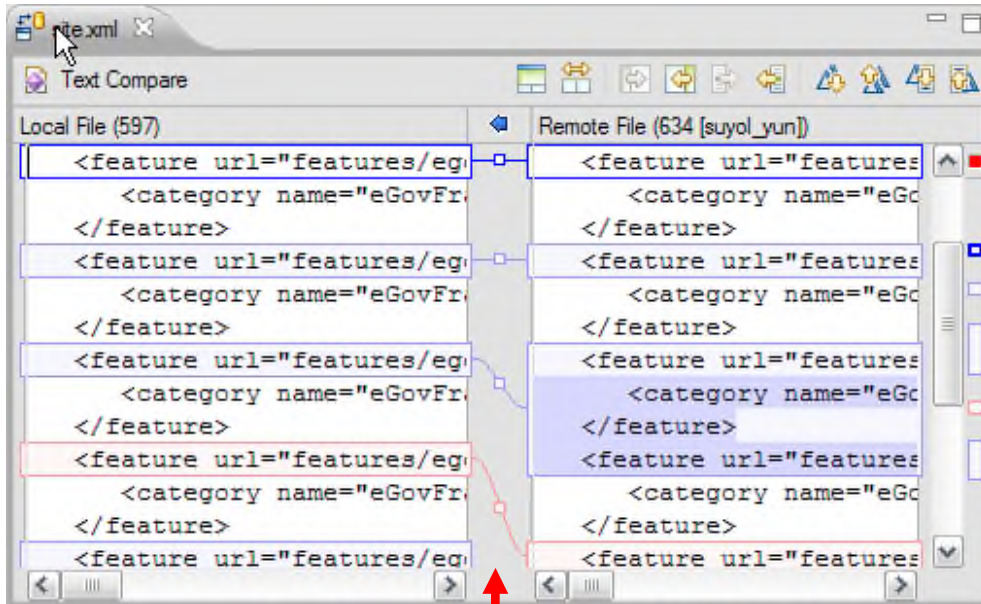 site.xml
Text Compare
Local File (597)
Remote File (634 [suyol_yun])
<feature url="features/eg
<category name="eGovFr
</feature>
<feature url="features/eg
<category name="eGovFr
</feature>
<feature url="features/eg
<category name="eGovFr
</feature>
<feature url="features/eg
<category name="eGovFr
</feature>
<feature url="features/eg
<feature url="features
<category name="eGo
</feature>
<feature url="features
<category name="eGo
</feature>
<feature url="features
<category name="eGo
</feature>
<feature url="features
<category name="eGo
</feature>
<feature url="features